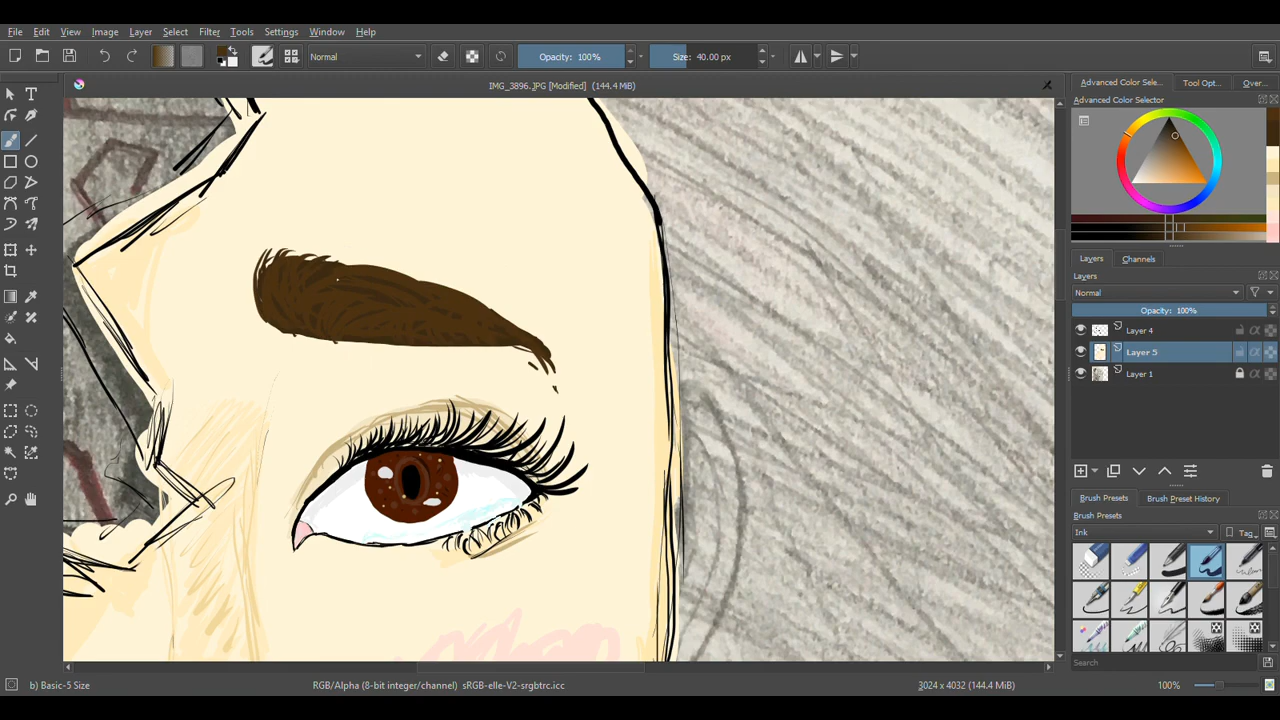 File Edit View Image Layer Select Filter Tools Settings Window Help
Normal Opacity: 100% Size: 40.00 px
IMG_3896.JPG [Modified] (144.4 MiB)
Advanced Color Sele... Tool Opt... Over...
Advanced Color Selector
Layers Channels
Layers
Normal
Opacity: 100%
Layer 4
Layer 5
Layer 1
Brush Presets Brush Preset History
Brush Presets
Ink Tag
Search
b) Basic-5 Size RGB/Alpha (8-bit integer/channel) sRGB-elle-V2-srgbtrc.icc 3024 x 4032 (144.4 MiB) 100%